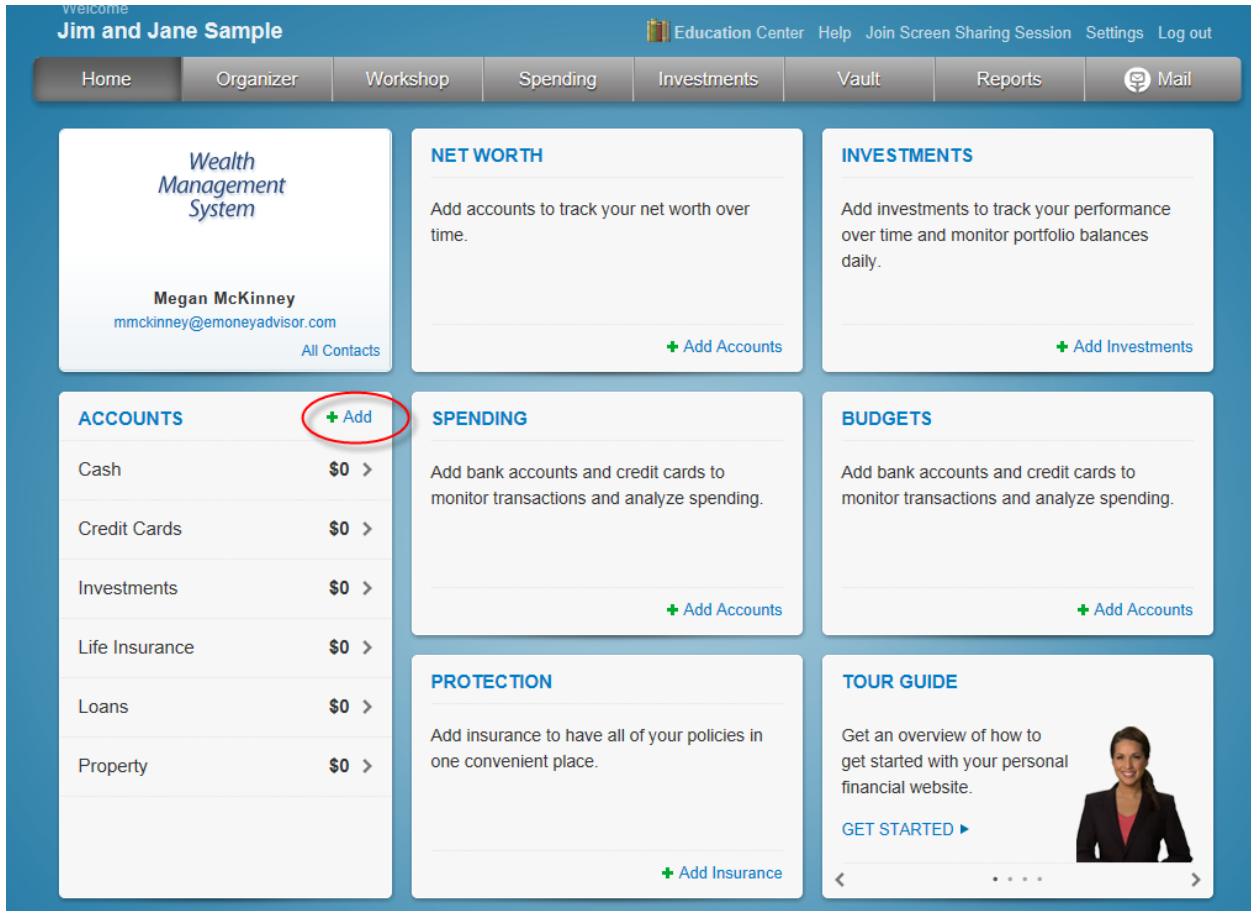 Welcome
Jim and Jane Sample
Education Center Help Join Screen Sharing Session Settings Log out
Home Organizer Workshop Spending Investments Vault Reports Mail
Wealth
Management
System
Megan McKinney
mmckinney@emoneyadvisor.com
All Contacts
NET WORTH
Add accounts to track your net worth over
time.
+ Add Accounts
INVESTMENTS
Add investments to track your performance
over time and monitor portfolio balances
daily.
+ Add Investments
ACCOUNTS + Add
Cash $0 >
Credit Cards $0 >
Investments $0 >
Life Insurance $0 >
Loans $0 >
Property $0 >
SPENDING
Add bank accounts and credit cards to
monitor transactions and analyze spending.
+ Add Accounts
BUDGETS
Add bank accounts and credit cards to
monitor transactions and analyze spending.
+ Add Accounts
PROTECTION
Add insurance to have all of your policies in
one convenient place.
+ Add Insurance
TOUR GUIDE
Get an overview of how to
get started with your personal
financial website.
GET STARTED